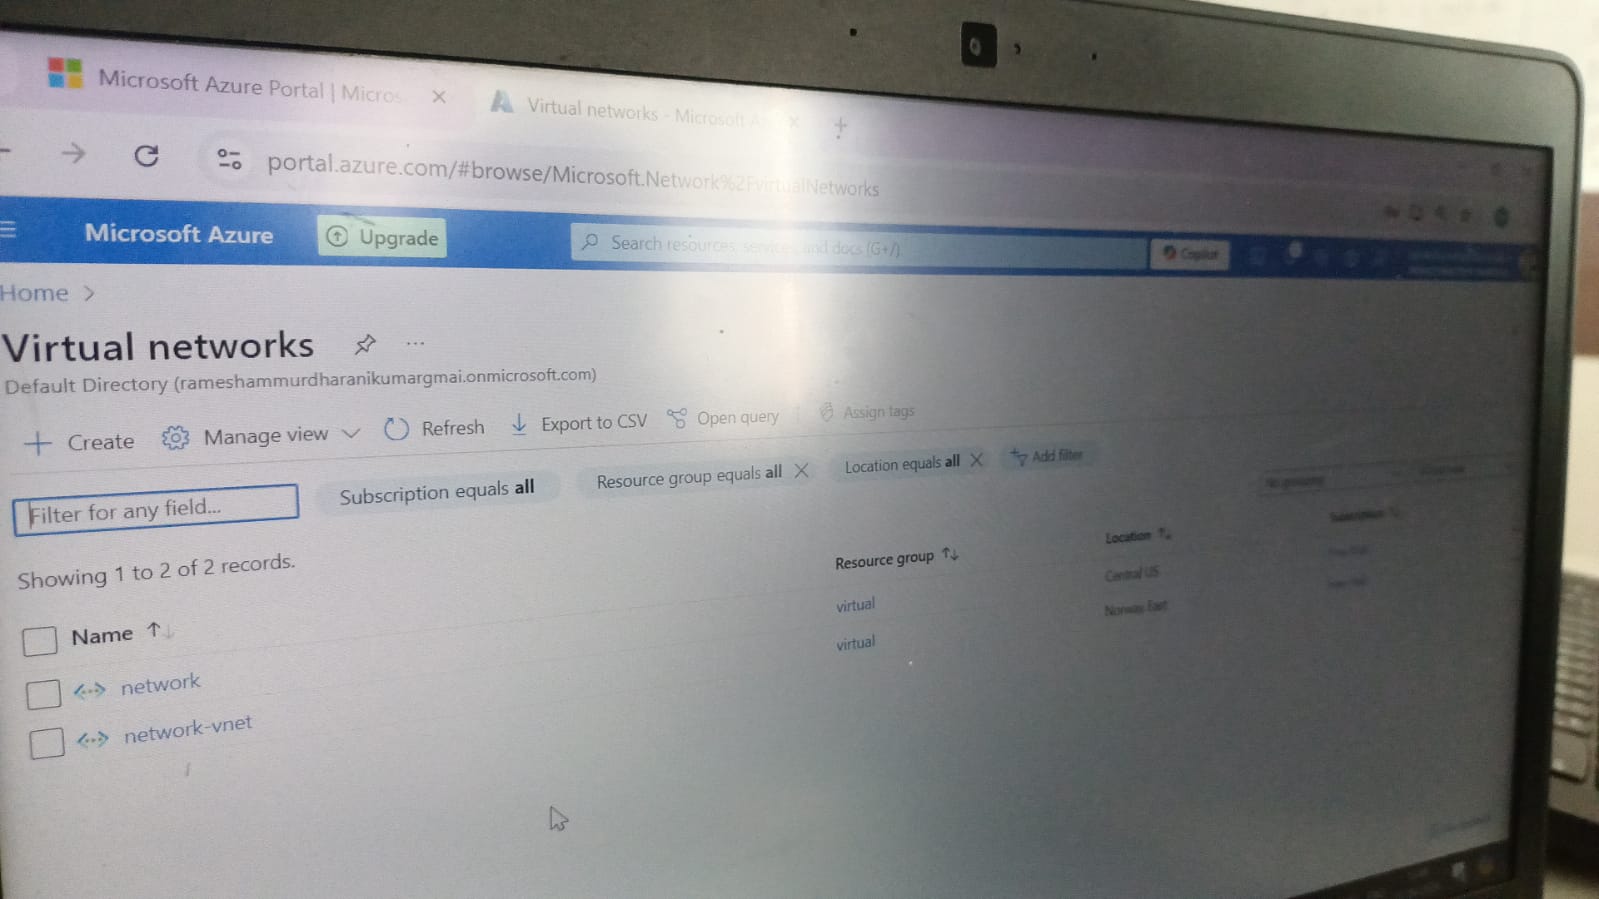 Microsoft Azure Portal | Micros
Virtual networks - Microsoft A
portal.azure.com/#browse/Microsoft.Network%2FvirtualNetworks
Microsoft Azure
Upgrade
Search resources, services, and docs (G+/)
Copilot
Home >
Virtual networks
...
Default Directory (rameshammurdharanikumargmai.onmicrosoft.com)
+ Create
Manage view
Refresh
Export to CSV
Open query
Assign tags
Filter for any field...
Subscription equals all
Resource group equals all
Location equals all
Add filter
No grouping
Showing 1 to 2 of 2 records.
Name ↑↓
Resource group ↑↓
Location ↑↓
Subscription ↑↓
network
virtual
Central US
network-vnet
virtual
Norway East